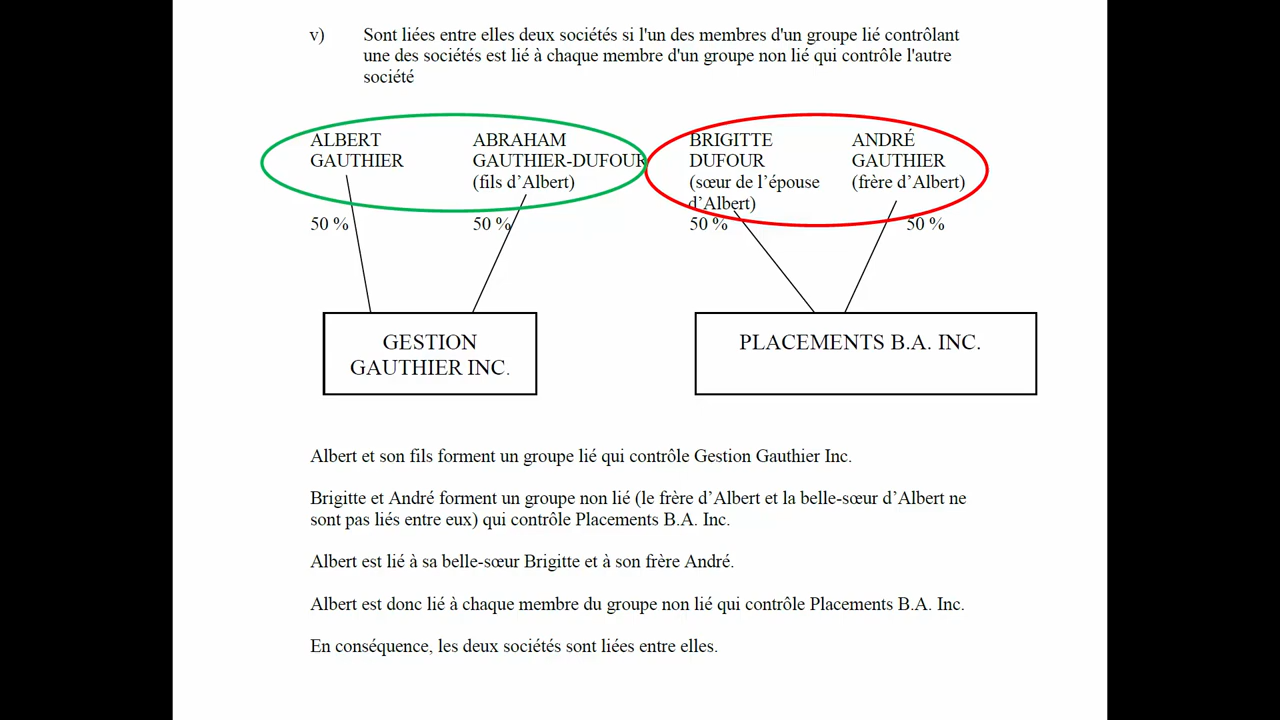 v) Sont liées entre elles deux sociétés si l'un des membres d'un groupe lié contrôlant
une des sociétés est lié à chaque membre d'un groupe non lié qui contrôle l'autre
société
ALBERT
GAUTHIER
ABRAHAM
GAUTHIER-DUFOUR
(fils d’Albert)
BRIGITTE
DUFOUR
(sœur de l’épouse
d’Albert)
ANDRÉ
GAUTHIER
(frère d’Albert)
50 %
50 %
50 %
50 %
GESTION
GAUTHIER INC.
PLACEMENTS B.A. INC.
Albert et son fils forment un groupe lié qui contrôle Gestion Gauthier Inc.
Brigitte et André forment un groupe non lié (le frère d’Albert et la belle-sœur d’Albert ne
sont pas liés entre eux) qui contrôle Placements B.A. Inc.
Albert est lié à sa belle-sœur Brigitte et à son frère André.
Albert est donc lié à chaque membre du groupe non lié qui contrôle Placements B.A. Inc.
En conséquence, les deux sociétés sont liées entre elles.